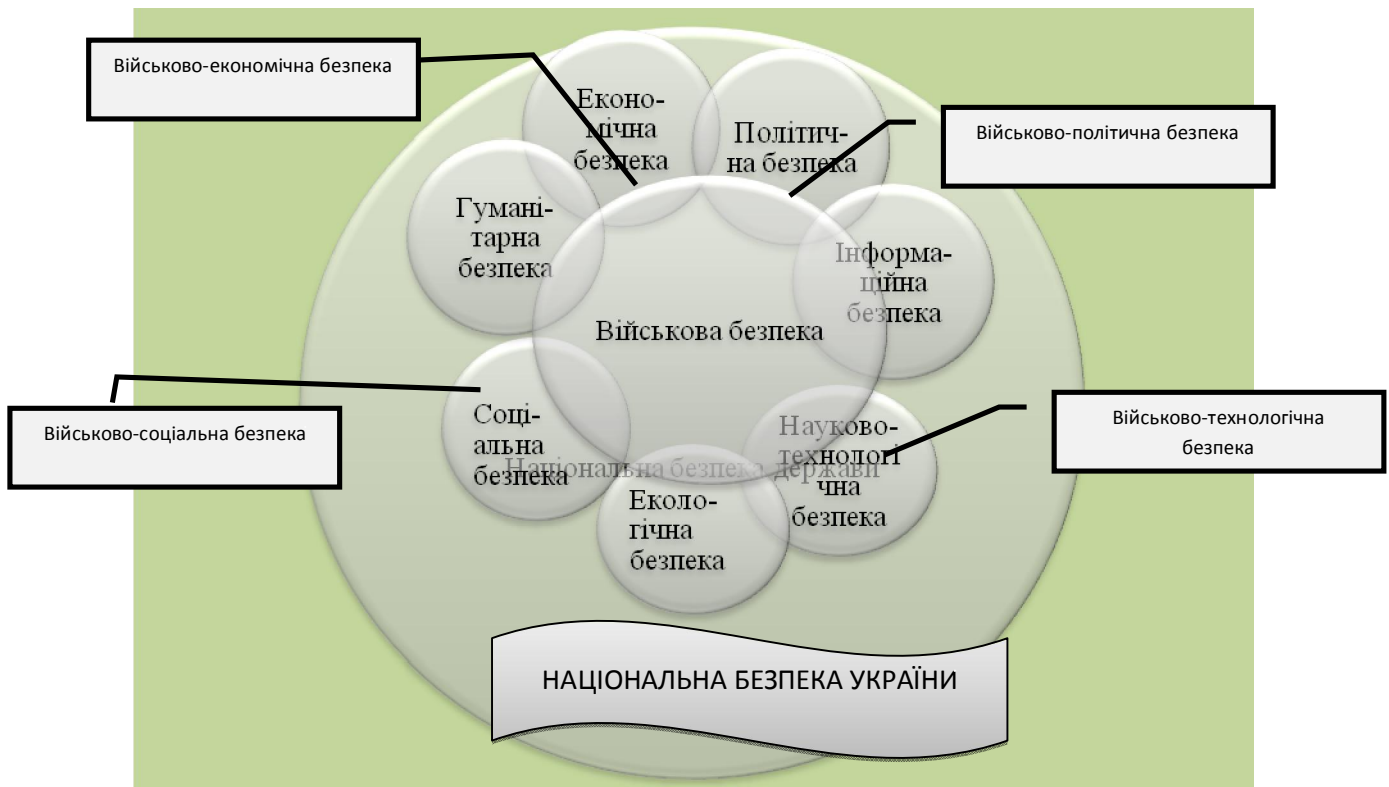 Військово-економічна безпека
Еконо-
мічна
безпека
Політич-
на безпека
Військово-політична безпека
Гумані-
тарна
безпека
Інформа-
ційна
безпека
Військова безпека
Військово-соціальна безпека
Соці-
альна
безпека
Науково-
технологі
чна
безпека
Військово-технологічна
безпека
Національна безпека держави
Еколо-
гічна
безпека
НАЦІОНАЛЬНА БЕЗПЕКА УКРАЇНИ